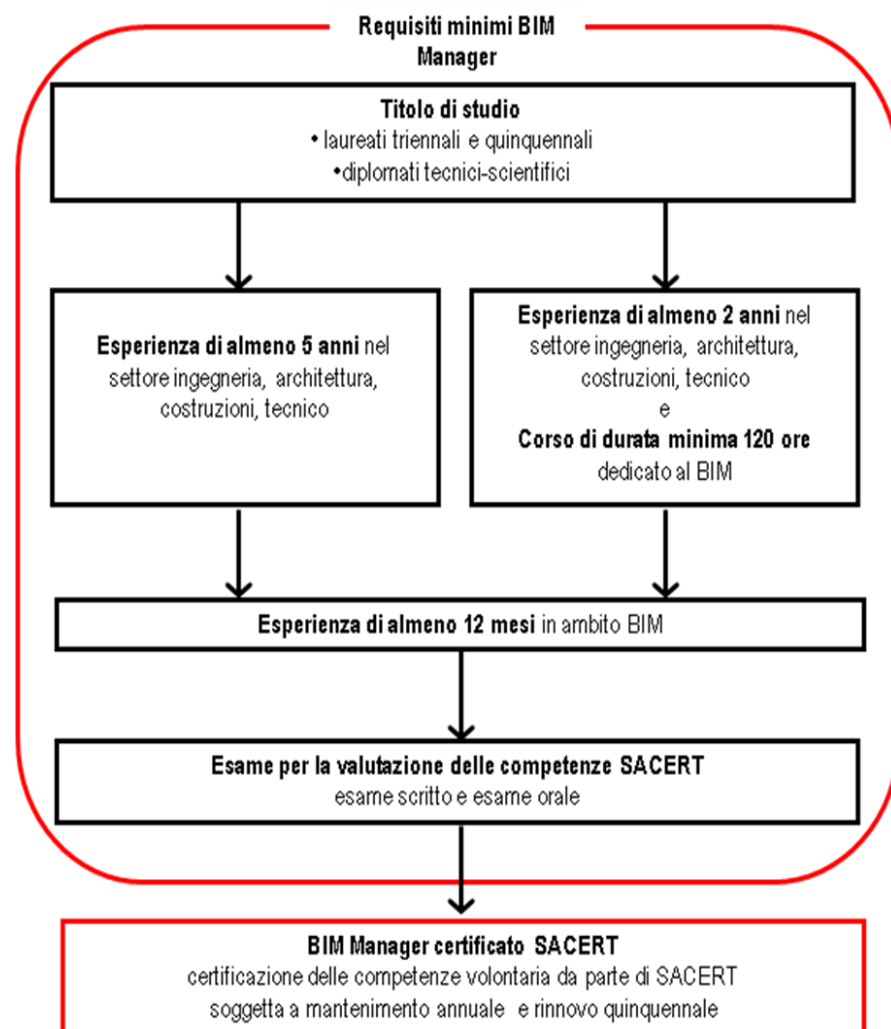 Requisiti minimi BIM
Manager
Titolo di studio
• laureati triennali e quinquennali
•diplomati tecnici-scientifici
Esperienza di almeno 5 anni nel
settore ingegneria, architettura,
costruzioni, tecnico
Esperienza di almeno 2 anni nel
settore ingegneria, architettura,
costruzioni, tecnico
e
Corso di durata minima 120 ore
dedicato al BIM
Esperienza di almeno 12 mesi in ambito BIM
Esame per la valutazione delle competenze SACERT
esame scritto e esame orale
BIM Manager certificato SACERT
certificazione delle competenze volontaria da parte di SACERT
soggetta a mantenimento annuale e rinnovo quinquennale